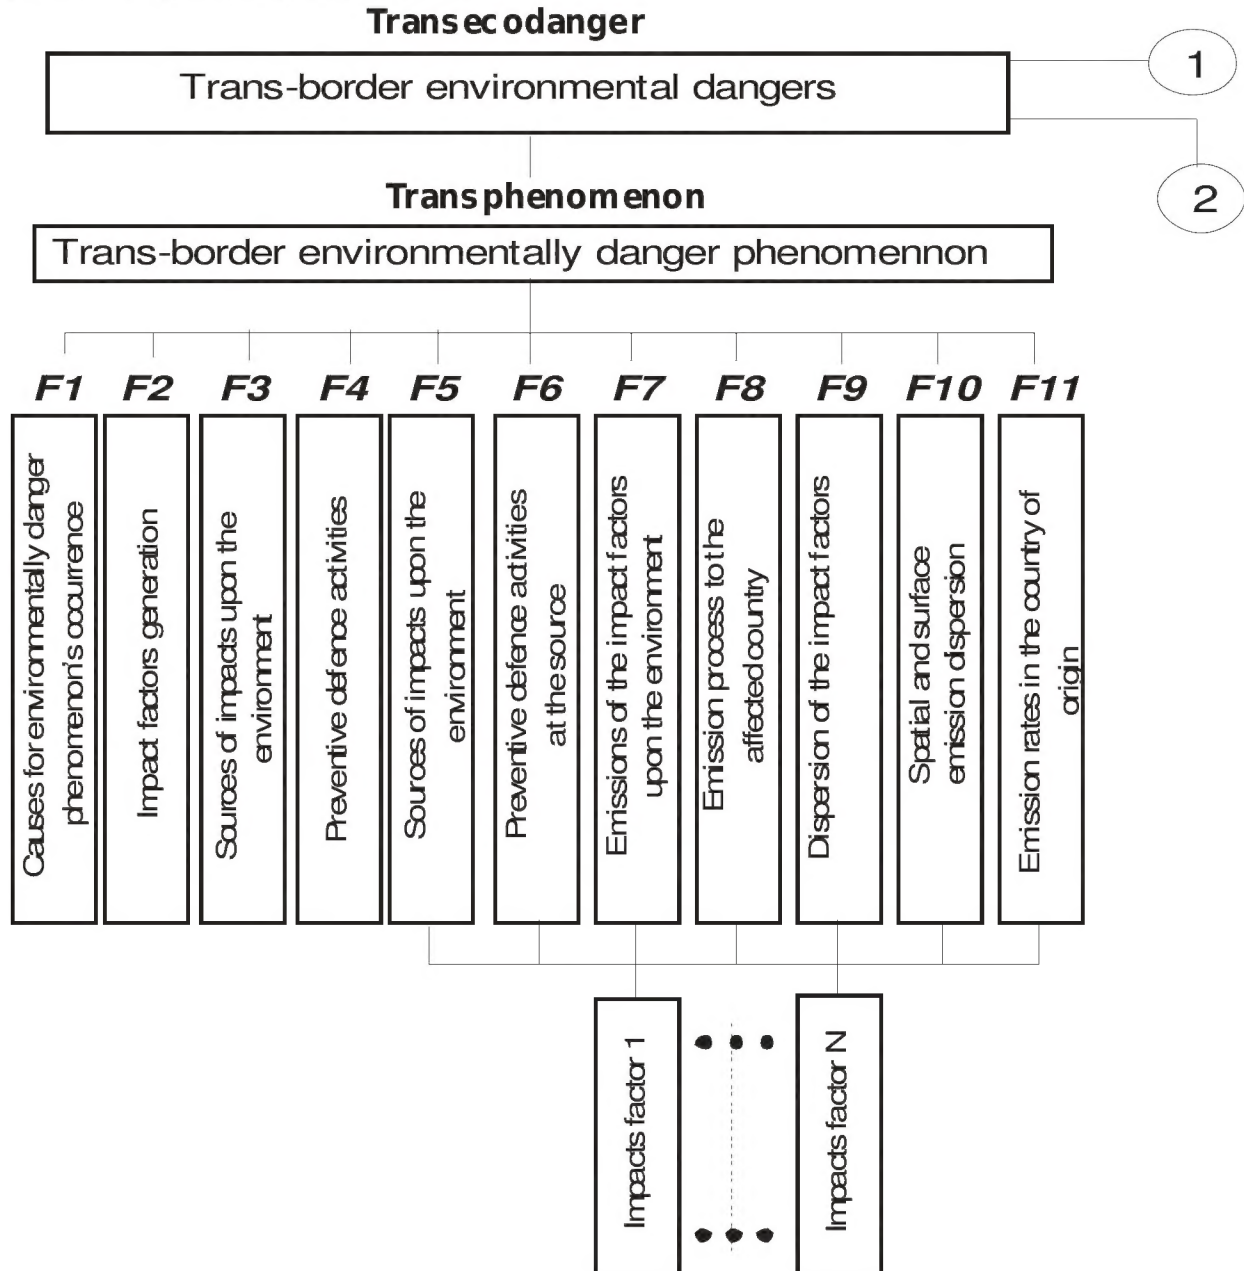 Transecodanger
Trans-border environmental dangers
1
2
Transphenomenon
Trans-border environmentally danger phenomennon
F1 F2 F3 F4 F5 F6 F7 F8 F9 F10 F11
Causes for environmentally danger
phenomenon's occurrence
Impact factors generation
Sources of impacts upon the
environment
Preventive defence activities
Sources of impacts upon the
environment
Preventive defence activities
at the source
Emissions of the impact factors
upon the environment
Emission process to the
affected country
Dispersion of the impact factors
Spatial and surface
emission dispersion
Emission rates in the country of
origin
Impacts factor 1
Impacts factor N